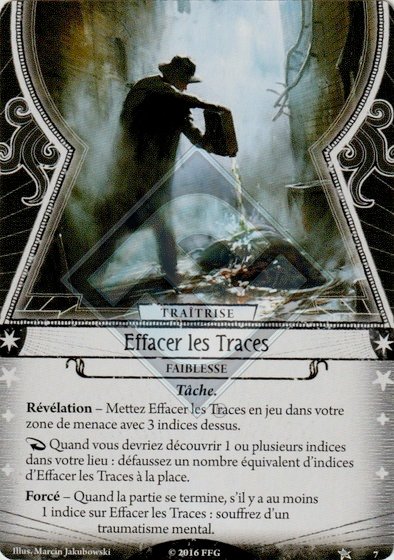 TRAÎTRISE
Effacer les Traces
FAIBLESSE
Tâche.
Révélation – Mettez Effacer les Traces en jeu dans votre
zone de menace avec 3 indices dessus.
Quand vous devriez découvrir 1 ou plusieurs indices
dans votre lieu : défaussez un nombre équivalent d'indices
d'Effacer les Traces à la place.
Forcé – Quand la partie se termine, s'il y a au moins
1 indice sur Effacer les Traces : souffrez d'un
traumatisme mental.
Illus. Marcin Jakubowski
© 2016 FFG
7